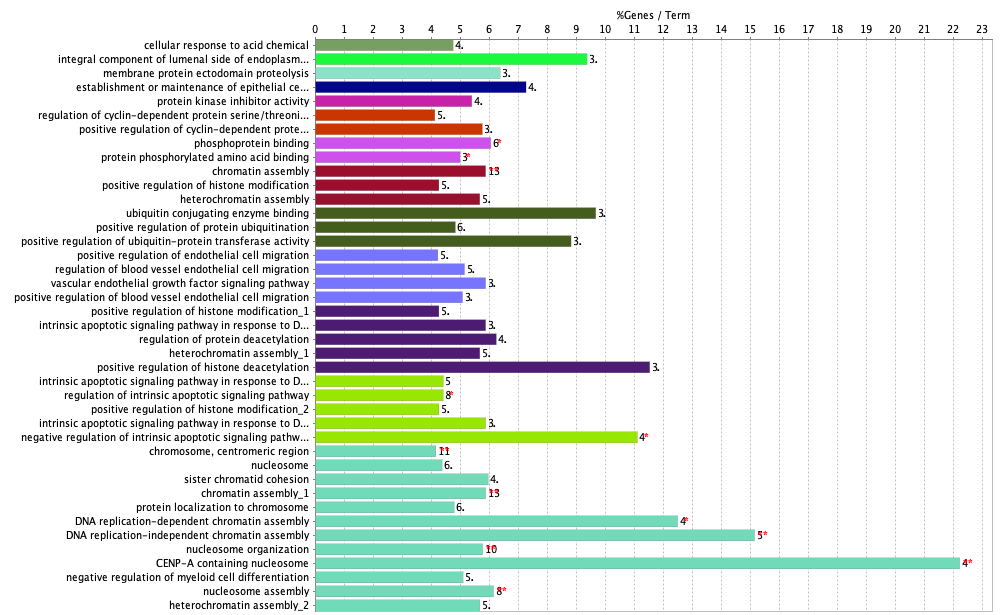 %Genes / Term
0 1 2 3 4 5 6 7 8 9 10 11 12 13 14 15 16 17 18 19 20 21 22 23
cellular response to acid chemical 4.
integral component of lumenal side of endoplasm... 3.
membrane protein ectodomain proteolysis 3.
establishment or maintenance of epithelial ce... 4.
protein kinase inhibitor activity 4.
regulation of cyclin-dependent protein serine/threoni... 5.
positive regulation of cyclin-dependent prote... 3.
phosphoprotein binding 6*
protein phosphorylated amino acid binding 3*
chromatin assembly 13
positive regulation of histone modification 5.
heterochromatin assembly 5.
ubiquitin conjugating enzyme binding 3.
positive regulation of protein ubiquitination 6.
positive regulation of ubiquitin-protein transferase activity 3.
positive regulation of endothelial cell migration 5.
regulation of blood vessel endothelial cell migration 5.
vascular endothelial growth factor signaling pathway 3.
positive regulation of blood vessel endothelial cell migration 3.
positive regulation of histone modification_1 5.
intrinsic apoptotic signaling pathway in response to D... 3.
regulation of protein deacetylation 4.
heterochromatin assembly_1 5.
positive regulation of histone deacetylation 3.
intrinsic apoptotic signaling pathway in response to D... 5
regulation of intrinsic apoptotic signaling pathway 8*
positive regulation of histone modification_2 5.
intrinsic apoptotic signaling pathway in response to D... 3.
negative regulation of intrinsic apoptotic signaling pathw... 4*
chromosome, centromeric region 11
nucleosome 6.
sister chromatid cohesion 4.
chromatin assembly_1 13
protein localization to chromosome 6.
DNA replication-dependent chromatin assembly 4*
DNA replication-independent chromatin assembly 5*
nucleosome organization 10
CENP-A containing nucleosome 4*
negative regulation of myeloid cell differentiation 5.
nucleosome assembly 8*
heterochromatin assembly_2 5.